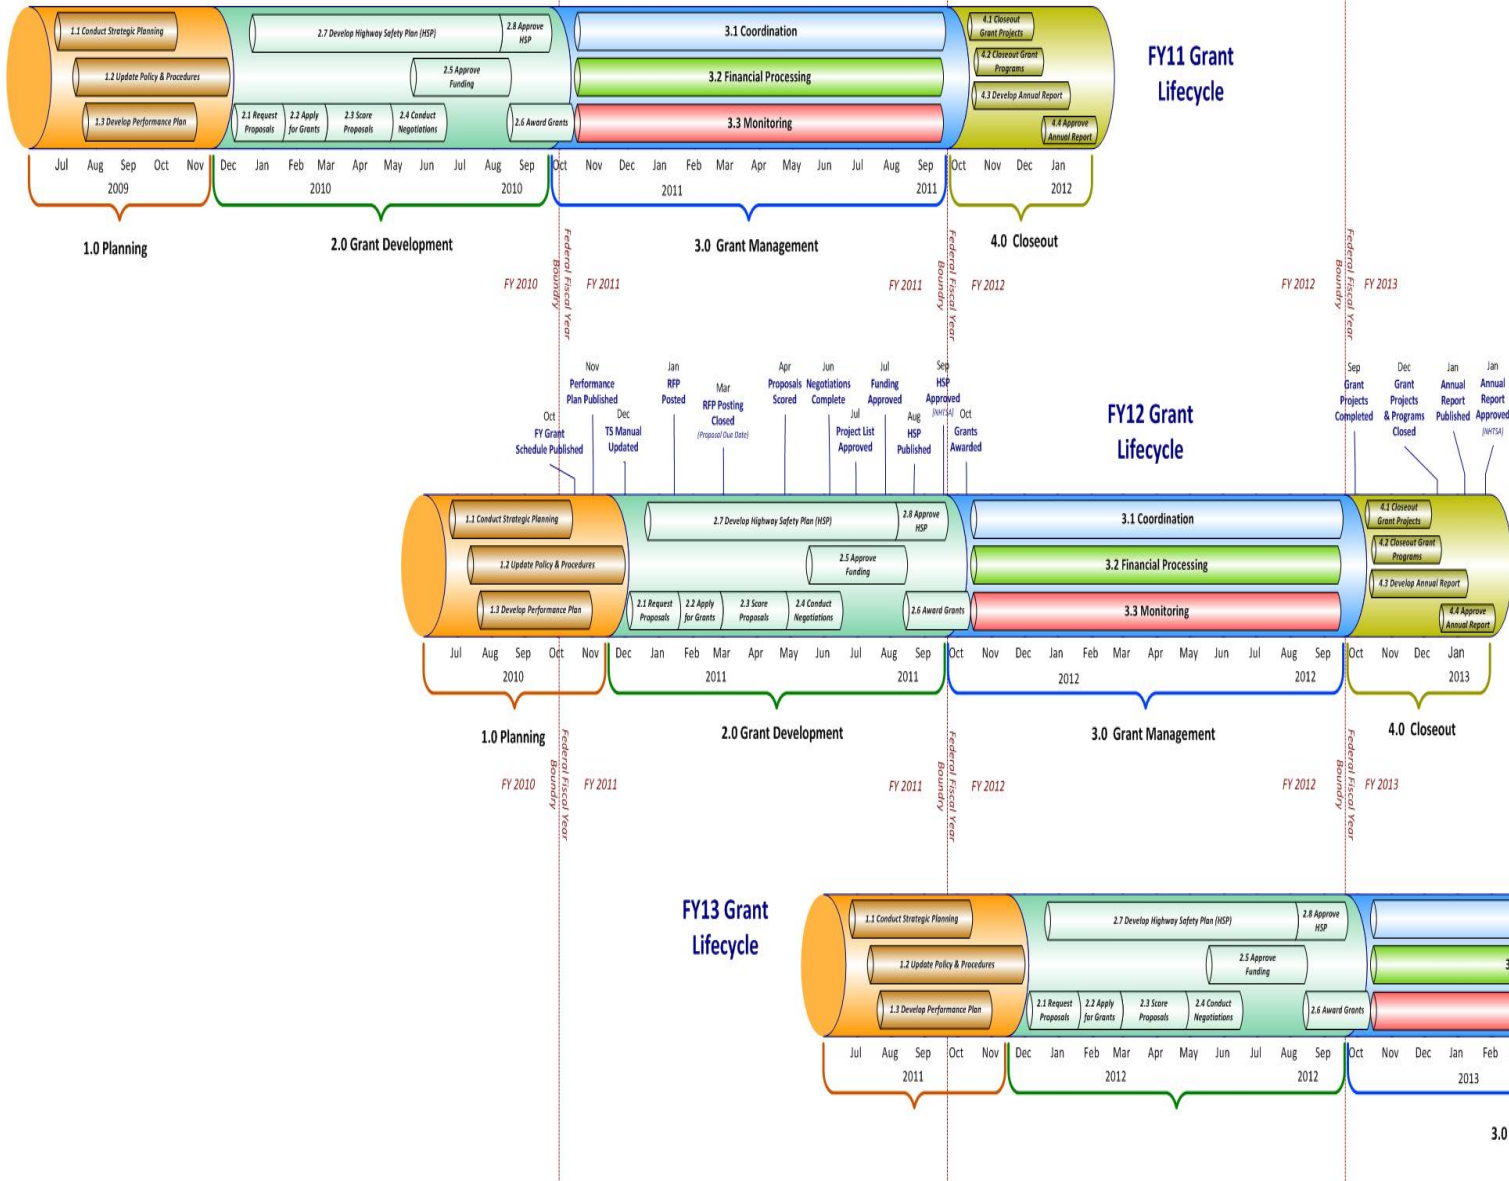 1.1 Conduct Strategic Planning
1.2 Update Policy & Procedures
1.3 Develop Performance Plan
2.7 Develop Highway Safety Plan (HSP)
2.8 Approve
HSP
2.5 Approve
Funding
2.1 Request
Proposals
2.2 Apply
for Grants
2.3 Score
Proposals
2.4 Conduct
Negotiations
2.6 Award Grants
3.1 Coordination
3.2 Financial Processing
3.3 Monitoring
4.1 Closeout
Grant Projects
4.2 Closeout Grant
Programs
4.3 Develop Annual Report
4.4 Approve
Annual Report
FY11 Grant
Lifecycle
Jul Aug Sep Oct Nov Dec Jan Feb Mar Apr May Jun Jul Aug Sep Oct Nov Dec Jan Feb Mar Apr May Jun Jul Aug Sep Oct Nov Dec Jan
2009 2010 2010 2011 2011 2012
1.0 Planning
2.0 Grant Development
3.0 Grant Management
4.0 Closeout
FY 2010
Federal Fiscal Year
Boundry
FY 2011
FY 2011
Federal Fiscal Year
Boundry
FY 2012
FY 2012
Federal Fiscal Year
Boundry
FY 2013
Oct
FY Grant
Schedule Published
Nov
Performance
Plan Published
Dec
TS Manual
Updated
Jan
RFP
Posted
Mar
RFP Posting
Closed
(Proposal Due Date)
Apr
Proposals
Scored
Jun
Negotiations
Complete
Jul
Project List
Approved
Jul
Funding
Approved
Aug
HSP
Published
Sep
HSP
Approved
(NHTSA)
Oct
Grants
Awarded
FY12 Grant
Lifecycle
Sep
Grant
Projects
Completed
Dec
Grant
Projects
& Programs
Closed
Jan
Annual
Report
Published
Jan
Annual
Report
Approved
(NHTSA)
1.1 Conduct Strategic Planning
1.2 Update Policy & Procedures
1.3 Develop Performance Plan
2.7 Develop Highway Safety Plan (HSP)
2.8 Approve
HSP
2.5 Approve
Funding
2.1 Request
Proposals
2.2 Apply
for Grants
2.3 Score
Proposals
2.4 Conduct
Negotiations
2.6 Award Grants
3.1 Coordination
3.2 Financial Processing
3.3 Monitoring
4.1 Closeout
Grant Projects
4.2 Closeout Grant
Programs
4.3 Develop Annual Report
4.4 Approve
Annual Report
Jul Aug Sep Oct Nov Dec Jan Feb Mar Apr May Jun Jul Aug Sep Oct Nov Dec Jan Feb Mar Apr May Jun Jul Aug Sep Oct Nov Dec Jan
2010 2011 2011 2012 2012 2013
1.0 Planning
2.0 Grant Development
3.0 Grant Management
4.0 Closeout
FY 2010
Federal Fiscal Year
Boundry
FY 2011
FY 2011
Federal Fiscal Year
Boundry
FY 2012
FY 2012
Federal Fiscal Year
Boundry
FY 2013
FY13 Grant
Lifecycle
1.1 Conduct Strategic Planning
1.2 Update Policy & Procedures
1.3 Develop Performance Plan
2.7 Develop Highway Safety Plan (HSP)
2.8 Approve
HSP
2.5 Approve
Funding
2.1 Request
Proposals
2.2 Apply
for Grants
2.3 Score
Proposals
2.4 Conduct
Negotiations
2.6 Award Grants
3
Jul Aug Sep Oct Nov Dec Jan Feb Mar Apr May Jun Jul Aug Sep Oct Nov Dec Jan Feb
2011 2012 2012 2013
3.0